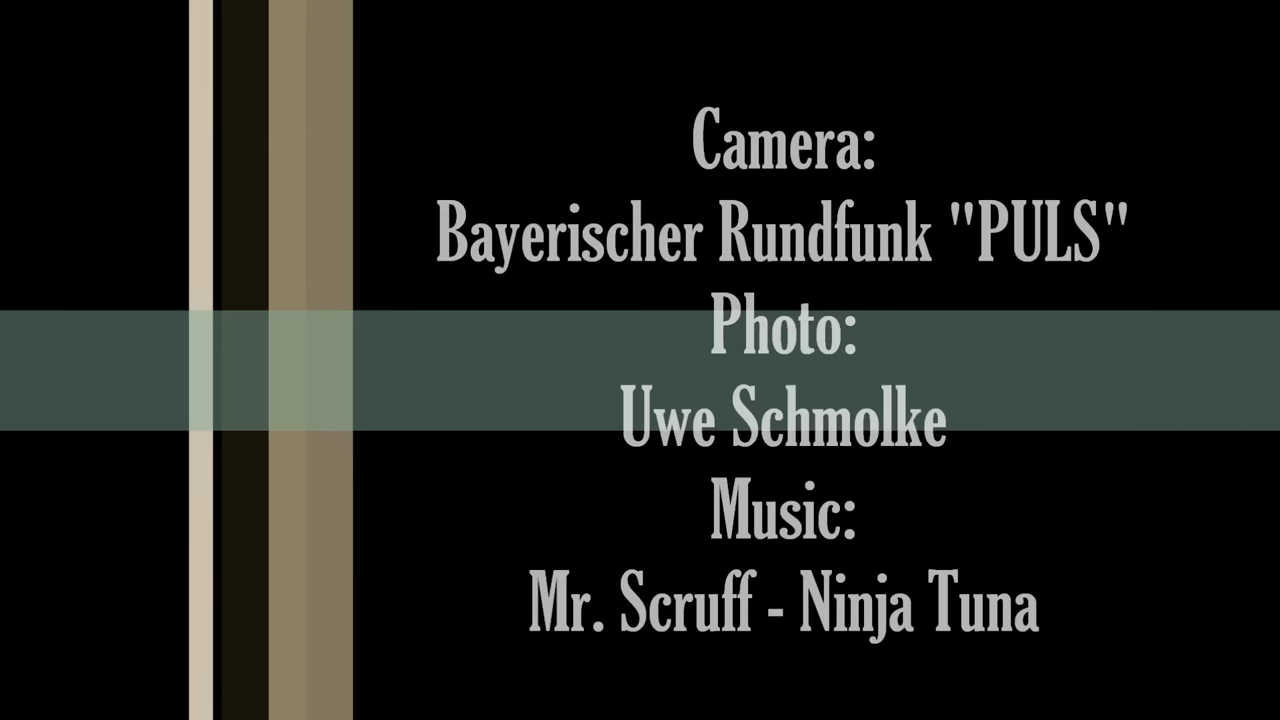 Camera:
Bayerischer Rundfunk "PULS"
Photo:
Uwe Schmolke
Music:
Mr. Scruff - Ninja Tuna